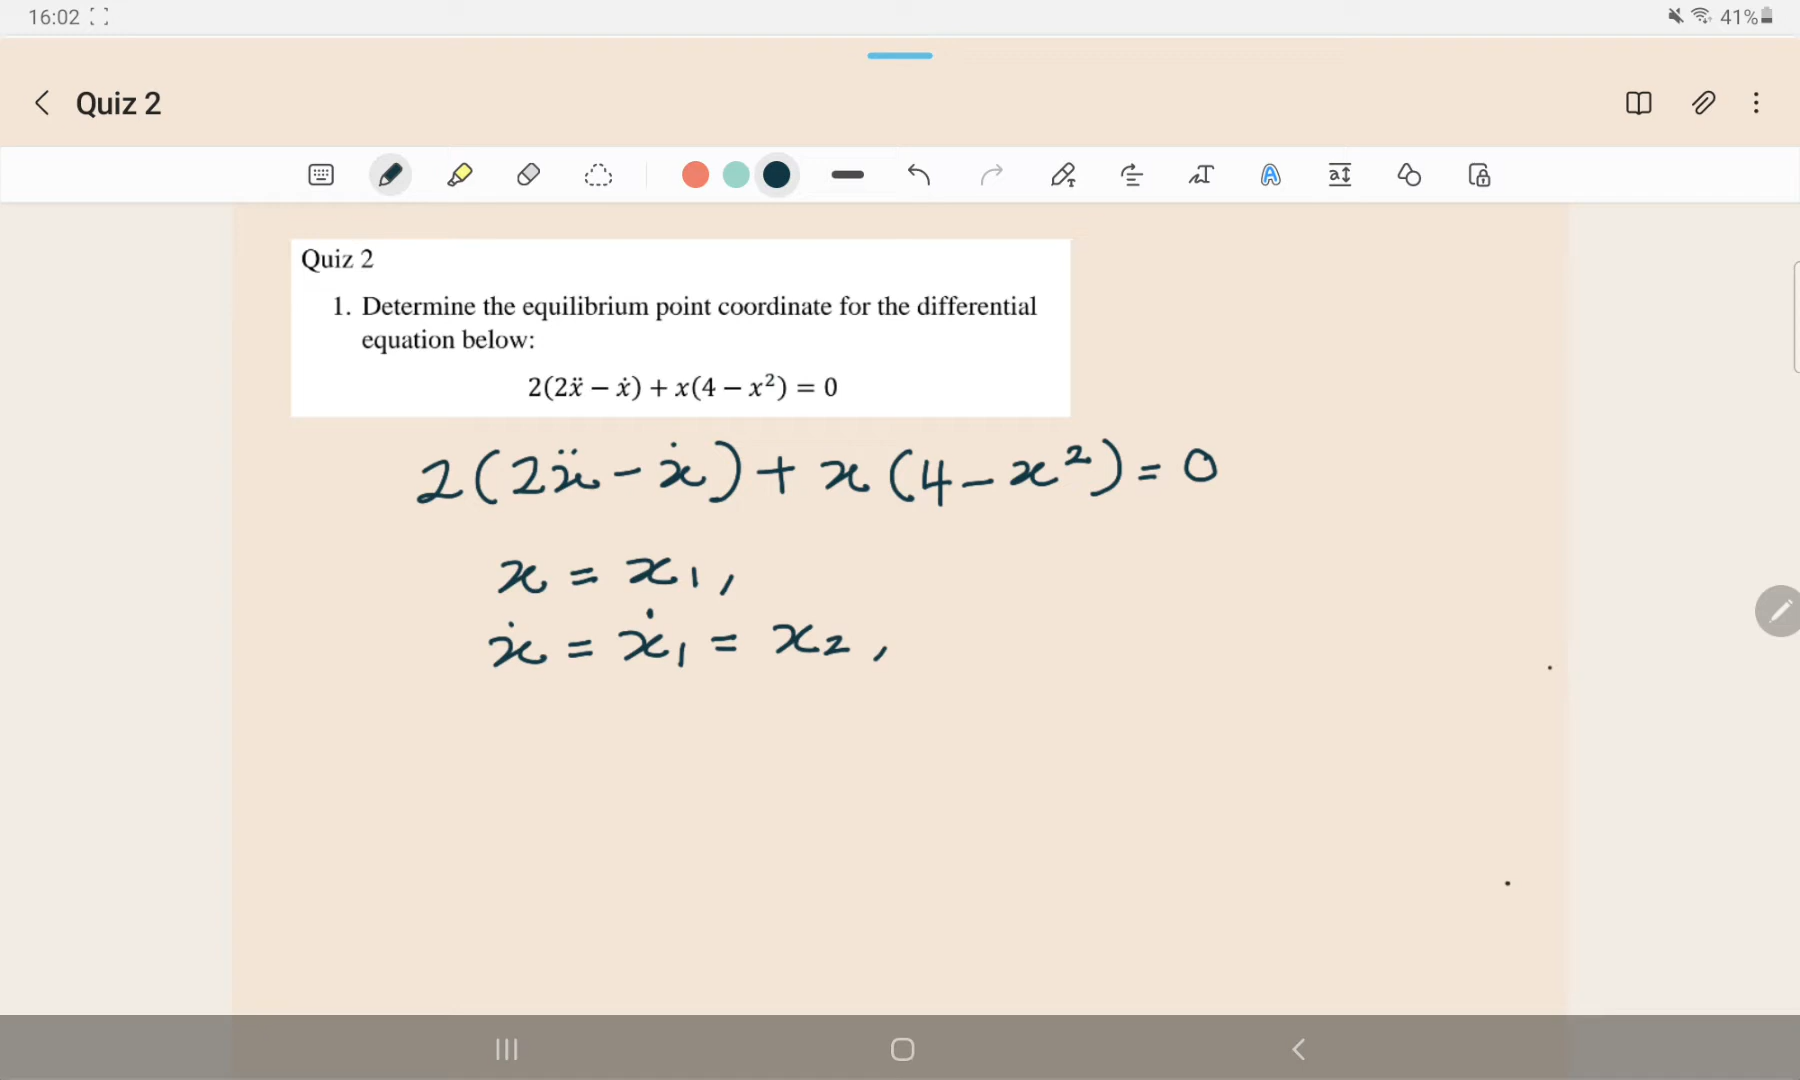 16:02
41%
Quiz 2
Quiz 2
1. Determine the equilibrium point coordinate for the differential
equation below:
2(2ẍ − ẋ) + x(4 − x²) = 0
2(2ẍ − ẋ) + x(4 − x²) = 0
x = x₁,
ẋ = ẋ₁ = x₂,